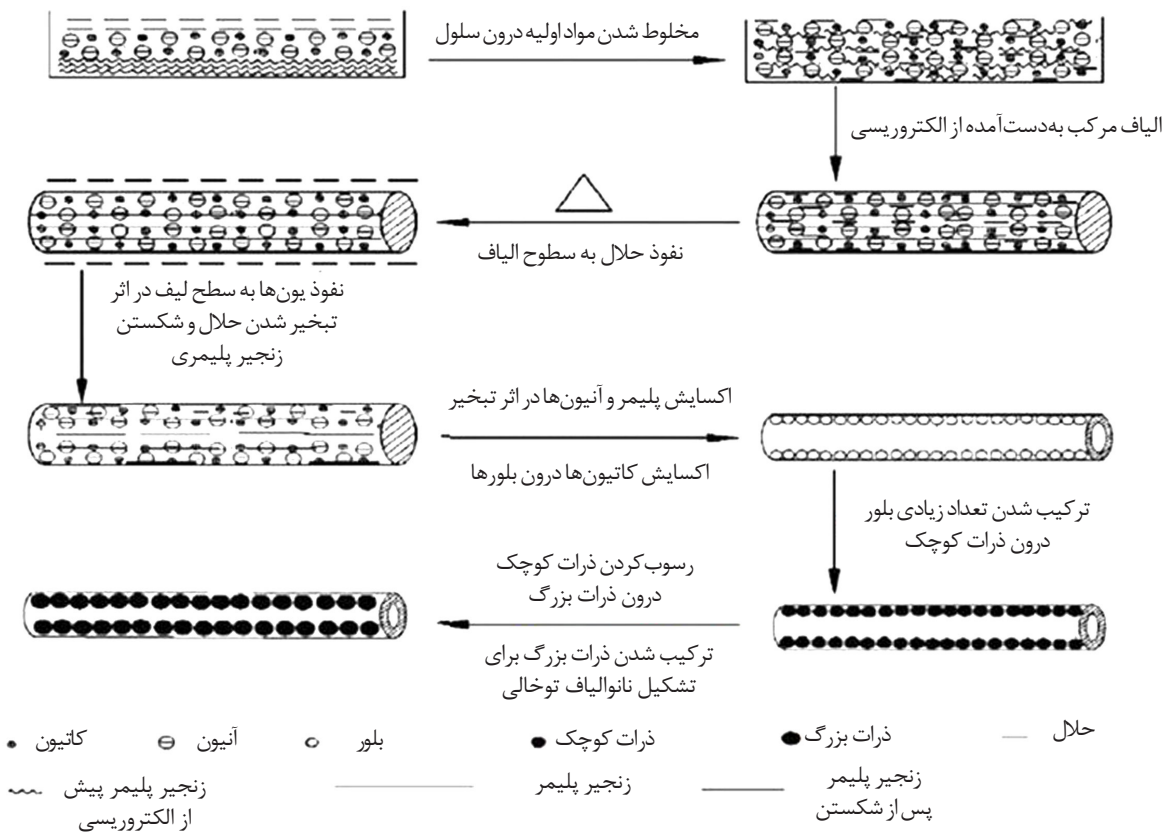 مخلوط شدن مواد اولیه درون سلول
الیاف مرکب به‌دست‌آمده از الکتروریسی
نفوذ حلال به سطوح الیاف
نفوذ یون‌ها به سطح لیف در اثر
تبخیر شدن حلال و شکستن
زنجیر پلیمری
اکسایش پلیمر و آنیون‌ها در اثر تبخیر
اکسایش کاتیون‌ها درون بلورها
ترکیب شدن تعداد زیادی بلور
درون ذرات کوچک
رسوب کردن ذرات کوچک
درون ذرات بزرگ
ترکیب شدن ذرات بزرگ برای
تشکیل نانوالیاف توخالی
حلال
ذرات بزرگ
ذرات کوچک
بلور
آنیون
کاتیون
زنجیر پلیمر
پس از شکستن
زنجیر پلیمر
زنجیر پلیمر پیش
از الکتروریسی